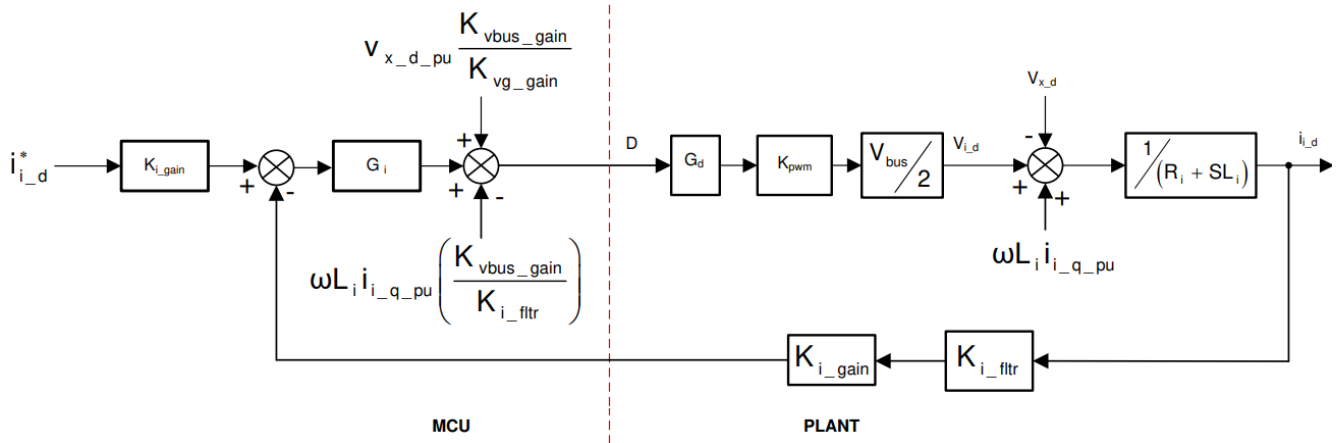 v x_d_pu K vbus_gain / K vg_gain
i* i_d
K i_gain
+
-
G i
+
+
-
ωL i i i_q_pu ( K vbus_gain / K i_fltr )
D
G d
K pwm
V bus / 2
V i_d
V x_d
-
+
+
ωL i i i_q_pu
1 / (R i + SL i )
i i_d
K i_gain
K i_fltr
MCU
PLANT